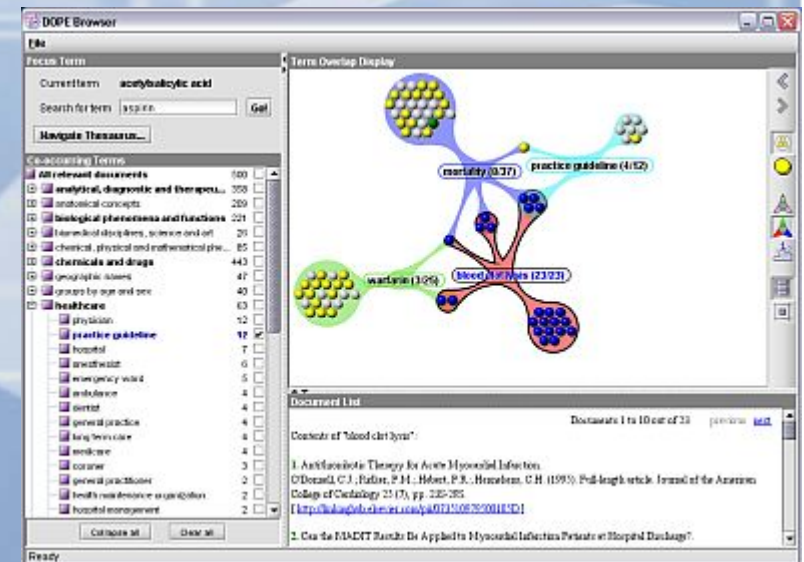 DOPE Browser
File
Focus Term
Current term acetylsalicylic acid
Search for term aspirin Go!
Navigate Thesaurus...
Co-occurring Terms
All relevant documents 500
analytical, diagnostic and therapeu... 358
anatomical concepts 209
biological phenomena and functions 221
biomedical disciplines, science and art
chemical, physical and mathematical phe... 85
chemicals and drugs 443
geographic names 47
groups by age and sex
healthcare 63
physician 12
practice guideline 12
hospital 7
anesthesist 6
emergency ward 5
ambulance 4
dentist 4
general practice 4
long term care 4
medicare 4
coroner 3
general practitioner 2
health maintenance organization 2
hospital management 2
Collapse all Clear all
Ready
Term Overlap Display
mortality
practice guideline (4/12)
warfarin (3/25)
blood clot lysis (23/23)
Document List
Documents 1 to 10 out of 23 previous next
Contents of "blood clot lysis":
1. Antithrombotic Therapy for Acute Myocardial Infarction.
O'Donnell, C.J.; Ridker, P.M.; Hebert, P.R.; Hennekens, C.H. (1995). Full-length article. Journal of the American
College of Cardiology 25 (7), pp.
2. Can the MADIT Results Be Applied to Myocardial Infarction Patients at Hospital Discharge?.